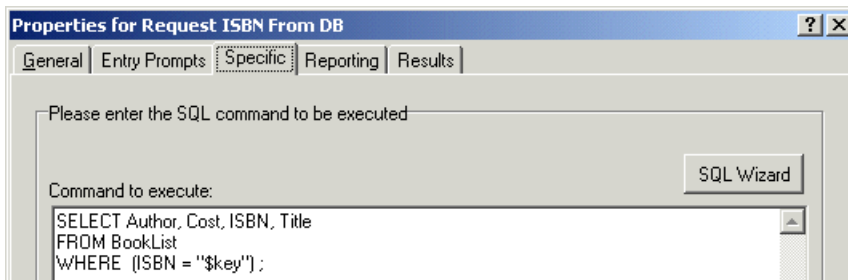 Properties for Request ISBN From DB
General Entry Prompts Specific Reporting Results
Please enter the SQL command to be executed
SQL Wizard
Command to execute:
SELECT Author, Cost, ISBN, Title
FROM BookList
WHERE (ISBN = "$key") ;